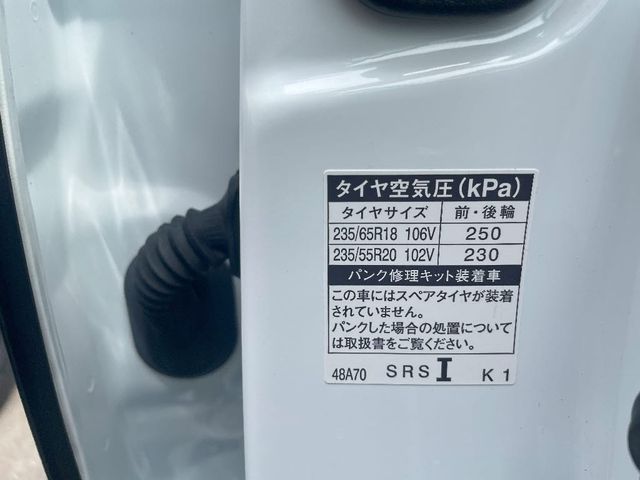 タイヤ空気圧(kPa)
タイヤサイズ 前・後輪
235/65R18 106V 250
235/55R20 102V 230
パンク修理キット装着車
この車にはスペアタイヤが装着
されていません。
パンクした場合の処置について
は取扱書をご覧ください。
48A70 SRS I K1